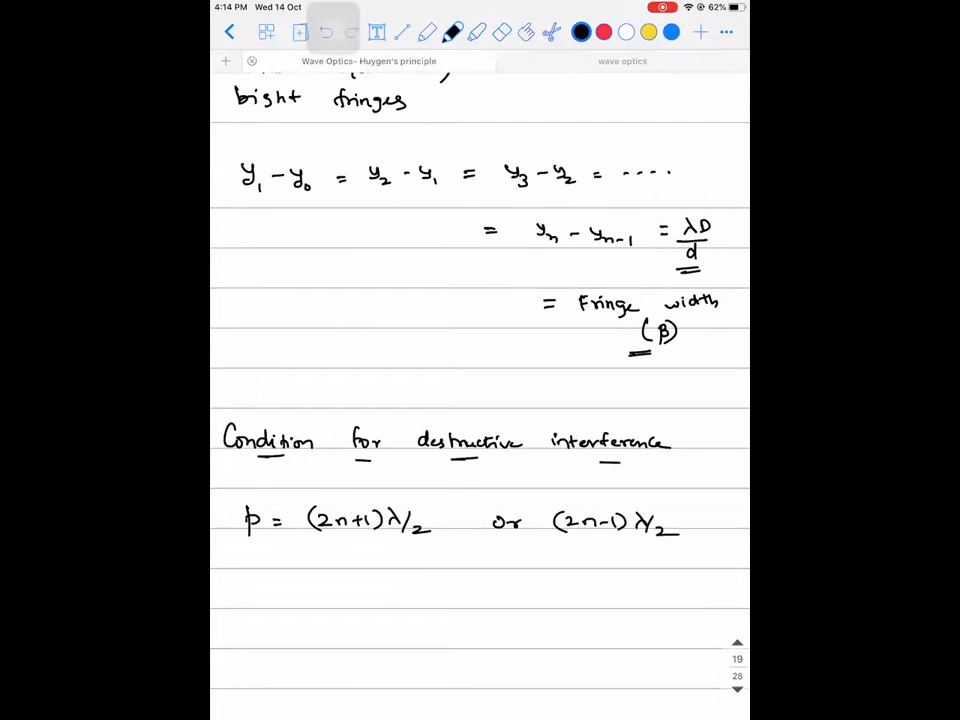 4:14 PM Wed 14 Oct 62%
Wave Optics- Huygen's principle wave optics
bight fringes
y₁ - y₀ = y₂ - y₁ = y₃ - y₂ = .....
= yₙ - yₙ₋₁ = λD/d
= Fringe width
(β)
Condition for destructive interference
p = (2n+1)λ/2 or (2n-1)λ/2
19
28